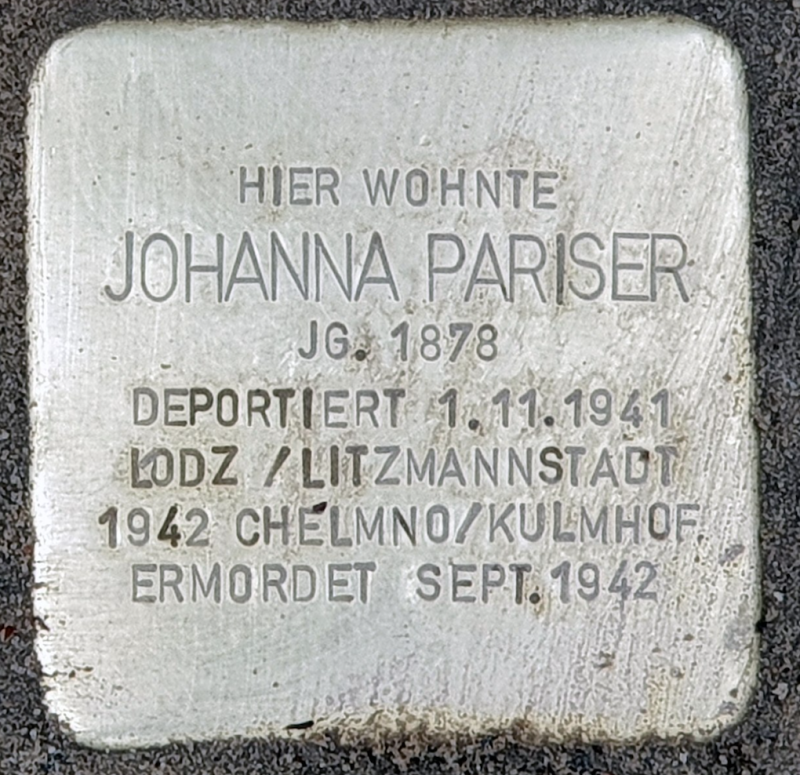 HIER WOHNTE
JOHANNA PARISER
JG. 1878
DEPORTIERT 1.11.1941
LODZ / LITZMANNSTADT
1942 CHELMNO/KULMHOF
ERMORDET SEPT. 1942